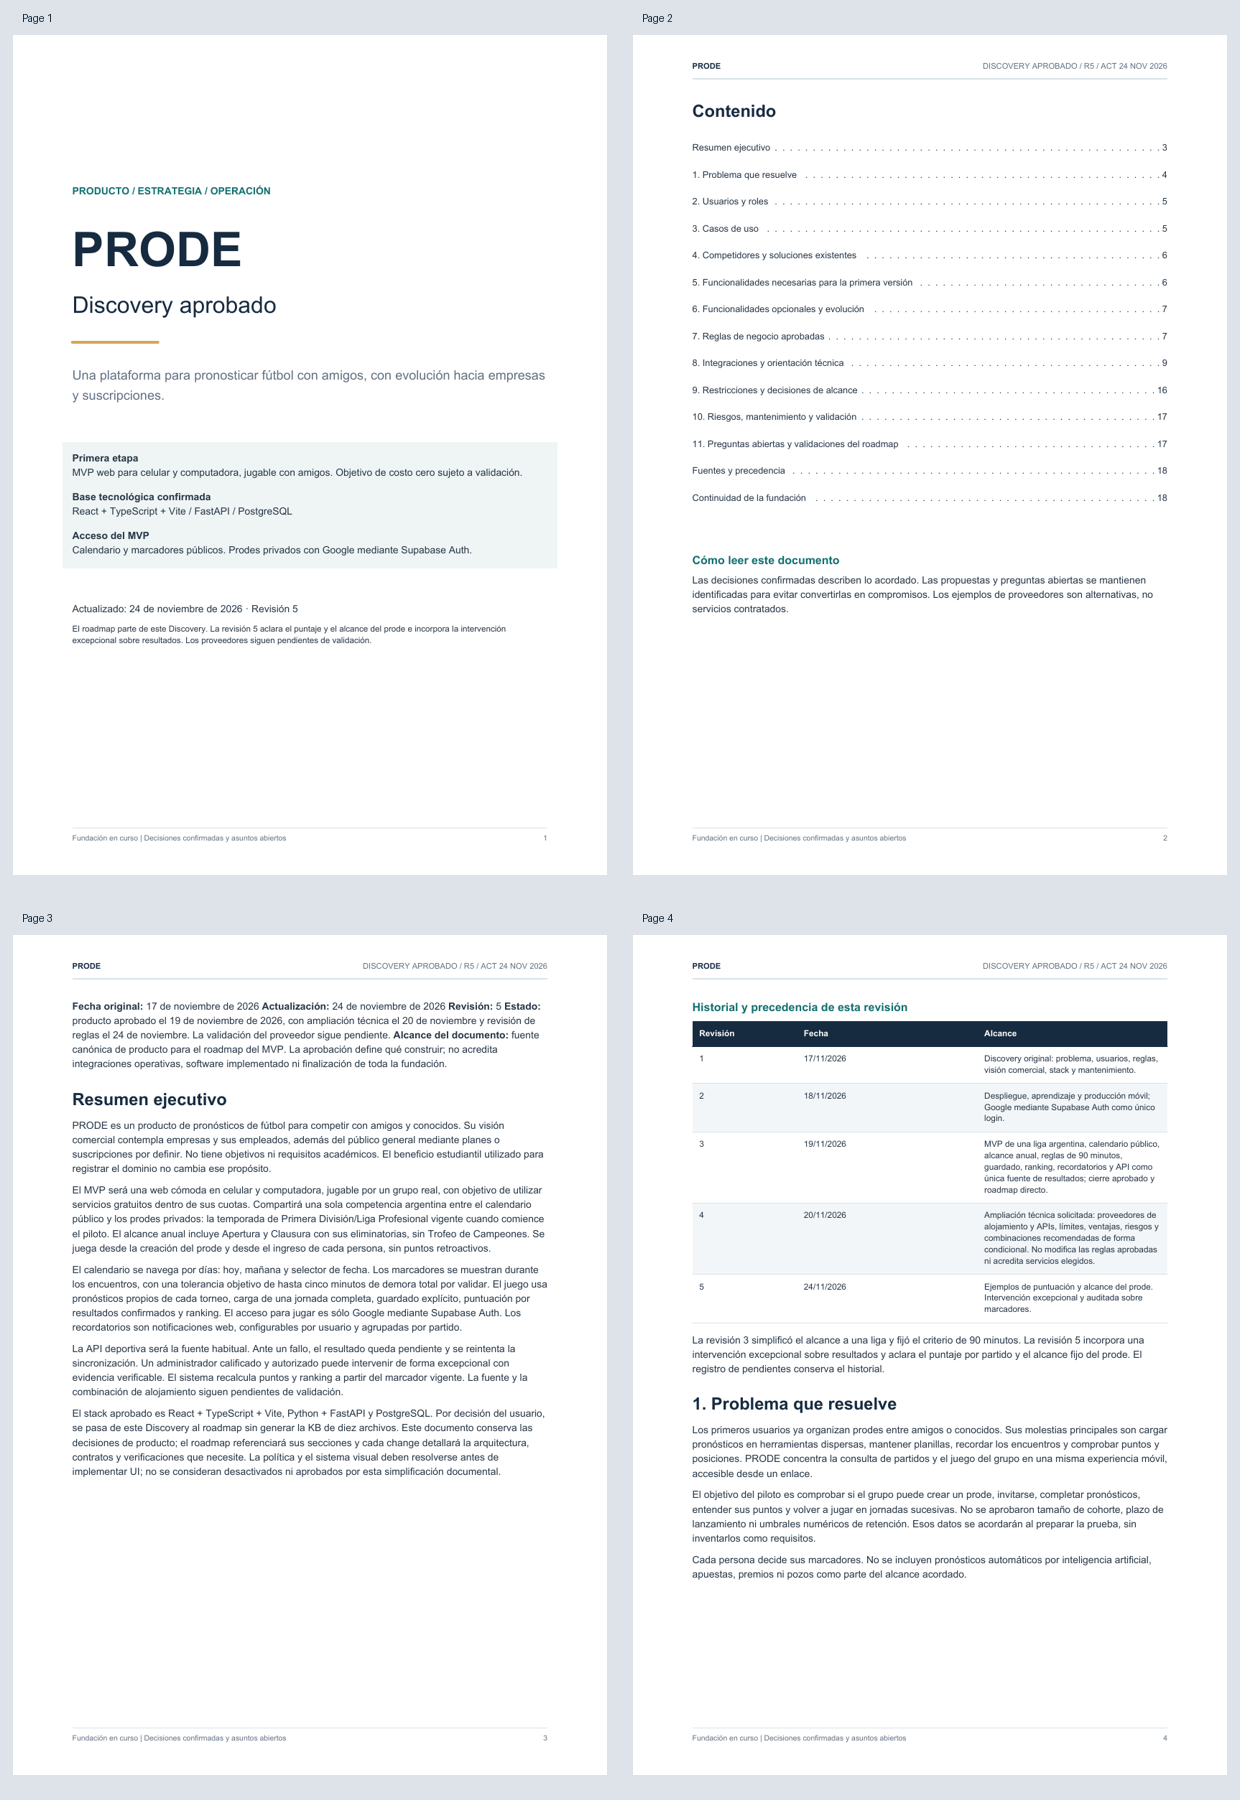 Page 1
PRODUCTO / ESTRATEGIA / OPERACIÓN
PRODE
Discovery aprobado
Una plataforma para pronosticar fútbol con amigos, con evolución hacia empresas
y suscripciones.
Primera etapa
MVP web para celular y computadora, jugable con amigos. Objetivo de costo cero sujeto a validación.
Base tecnológica confirmada
React + TypeScript + Vite / FastAPI / PostgreSQL
Acceso del MVP
Calendario y marcadores públicos. Prodes privados con Google mediante Supabase Auth.
Actualizado: 24 de noviembre de 2026 · Revisión 5
El roadmap parte de este Discovery. La revisión 5 aclara el puntaje y el alcance del prode e incorpora la intervención
excepcional sobre resultados. Los proveedores siguen pendientes de validación.
Fundación en curso | Decisiones confirmadas y asuntos abiertos 1
Page 2
PRODE DISCOVERY APROBADO / R5 / ACT 24 NOV 2026
Contenido
Resumen ejecutivo 3
1. Problema que resuelve 4
2. Usuarios y roles 5
3. Casos de uso 5
4. Competidores y soluciones existentes 6
5. Funcionalidades necesarias para la primera versión 6
6. Funcionalidades opcionales y evolución 7
7. Reglas de negocio aprobadas 7
8. Integraciones y orientación técnica 9
9. Restricciones y decisiones de alcance 16
10. Riesgos, mantenimiento y validación 17
11. Preguntas abiertas y validaciones del roadmap 17
Fuentes y precedencia 18
Continuidad de la fundación 18
Cómo leer este documento
Las decisiones confirmadas describen lo acordado. Las propuestas y preguntas abiertas se mantienen
identificadas para evitar convertirlas en compromisos. Los ejemplos de proveedores son alternativas, no
servicios contratados.
Fundación en curso | Decisiones confirmadas y asuntos abiertos 2
Page 3
PRODE DISCOVERY APROBADO / R5 / ACT 24 NOV 2026
Fecha original: 17 de noviembre de 2026 Actualización: 24 de noviembre de 2026 Revisión: 5 Estado:
producto aprobado el 19 de noviembre de 2026, con ampliación técnica el 20 de noviembre y revisión de
reglas el 24 de noviembre. La validación del proveedor sigue pendiente. Alcance del documento: fuente
canónica de producto para el roadmap del MVP. La aprobación define qué construir; no acredita
integraciones operativas, software implementado ni finalización de toda la fundación.
Resumen ejecutivo
PRODE es un producto de pronósticos de fútbol para competir con amigos y conocidos. Su visión
comercial contempla empresas y sus empleados, además del público general mediante planes o
suscripciones por definir. No tiene objetivos ni requisitos académicos. El beneficio estudiantil utilizado para
registrar el dominio no cambia ese propósito.
El MVP será una web cómoda en celular y computadora, jugable por un grupo real, con objetivo de utilizar
servicios gratuitos dentro de sus cuotas. Compartirá una sola competencia argentina entre el calendario
público y los prodes privados: la temporada de Primera División/Liga Profesional vigente cuando comience
el piloto. El alcance anual incluye Apertura y Clausura con sus eliminatorias, sin Trofeo de Campeones. Se
juega desde la creación del prode y desde el ingreso de cada persona, sin puntos retroactivos.
El calendario se navega por días: hoy, mañana y selector de fecha. Los marcadores se muestran durante
los encuentros, con una tolerancia objetivo de hasta cinco minutos de demora total por validar. El juego usa
pronósticos propios de cada torneo, carga de una jornada completa, guardado explícito, puntuación por
resultados confirmados y ranking. El acceso para jugar es sólo Google mediante Supabase Auth. Los
recordatorios son notificaciones web, configurables por usuario y agrupadas por partido.
La API deportiva será la fuente habitual. Ante un fallo, el resultado queda pendiente y se reintenta la
sincronización. Un administrador calificado y autorizado puede intervenir de forma excepcional con
evidencia verificable. El sistema recalcula puntos y ranking a partir del marcador vigente. La fuente y la
combinación de alojamiento siguen pendientes de validación.
El stack aprobado es React + TypeScript + Vite, Python + FastAPI y PostgreSQL. Por decisión del usuario,
se pasa de este Discovery al roadmap sin generar la KB de diez archivos. Este documento conserva las
decisiones de producto; el roadmap referenciará sus secciones y cada change detallará la arquitectura,
contratos y verificaciones que necesite. La política y el sistema visual deben resolverse antes de
implementar UI; no se consideran desactivados ni aprobados por esta simplificación documental.
Fundación en curso | Decisiones confirmadas y asuntos abiertos 3
Page 4
PRODE DISCOVERY APROBADO / R5 / ACT 24 NOV 2026
Historial y precedencia de esta revisión
Revisión Fecha Alcance
1 17/11/2026 Discovery original: problema, usuarios, reglas,
visión comercial, stack y mantenimiento.
2 18/11/2026 Despliegue, aprendizaje y producción móvil;
Google mediante Supabase Auth como único
login.
3 19/11/2026 MVP de una liga argentina, calendario público,
alcance anual, reglas de 90 minutos,
guardado, ranking, recordatorios y API como
única fuente de resultados; cierre aprobado y
roadmap directo.
4 20/11/2026 Ampliación técnica solicitada: proveedores de
alojamiento y APIs, límites, ventajas, riesgos y
combinaciones recomendadas de forma
condicional. No modifica las reglas aprobadas
ni acredita servicios elegidos.
5 24/11/2026 Ejemplos de puntuación y alcance del prode.
Intervención excepcional y auditada sobre
marcadores.
La revisión 3 simplificó el alcance a una liga y fijó el criterio de 90 minutos. La revisión 5 incorpora una
intervención excepcional sobre resultados y aclara el puntaje por partido y el alcance fijo del prode. El
registro de pendientes conserva el historial.
1. Problema que resuelve
Los primeros usuarios ya organizan prodes entre amigos o conocidos. Sus molestias principales son cargar
pronósticos en herramientas dispersas, mantener planillas, recordar los encuentros y comprobar puntos y
posiciones. PRODE concentra la consulta de partidos y el juego del grupo en una misma experiencia móvil,
accesible desde un enlace.
El objetivo del piloto es comprobar si el grupo puede crear un prode, invitarse, completar pronósticos,
entender sus puntos y volver a jugar en jornadas sucesivas. No se aprobaron tamaño de cohorte, plazo de
lanzamiento ni umbrales numéricos de retención. Esos datos se acordarán al preparar la prueba, sin
inventarlos como requisitos.
Cada persona decide sus marcadores. No se incluyen pronósticos automáticos por inteligencia artificial,
apuestas, premios ni pozos como parte del alcance acordado.
Fundación en curso | Decisiones confirmadas y asuntos abiertos 4